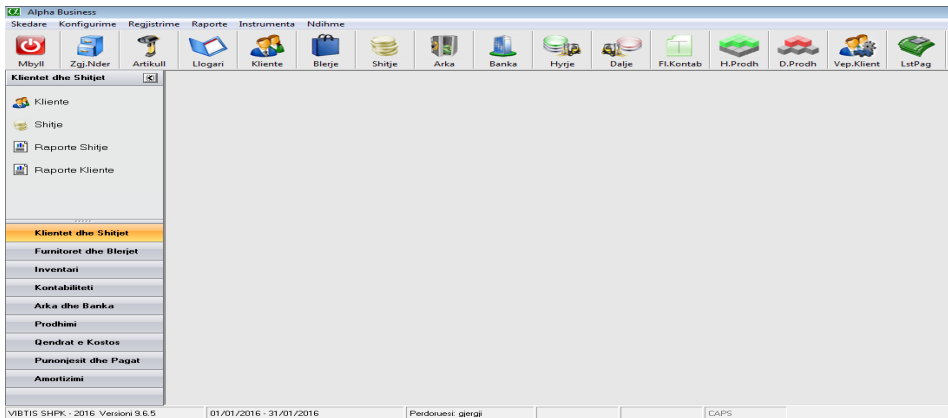 Alpha Business
Skedare Konfigurime Regjistrime Raporte Instrumenta Ndihme
Mbyll Zgj.Nder Artikull Llogari Kliente Blerje Shitje Arka Banka Hyrje Dalje Fl.Kontab H.Prodh D.Prodh Vep.Klient LstPag
Klientet dhe Shitjet
Kliente
Shitje
Raporte Shitje
Raporte Kliente
Klientet dhe Shitjet
Furnitoret dhe Blerjet
Inventari
Kontabiliteti
Arka dhe Banka
Prodhimi
Qendrat e Kostos
Punonjesit dhe Pagat
Amortizimi
VIBTIS SHPK - 2016 Versioni 9.6.5 01/01/2016 - 31/01/2016 Perdoruesi: gjergji CAPS